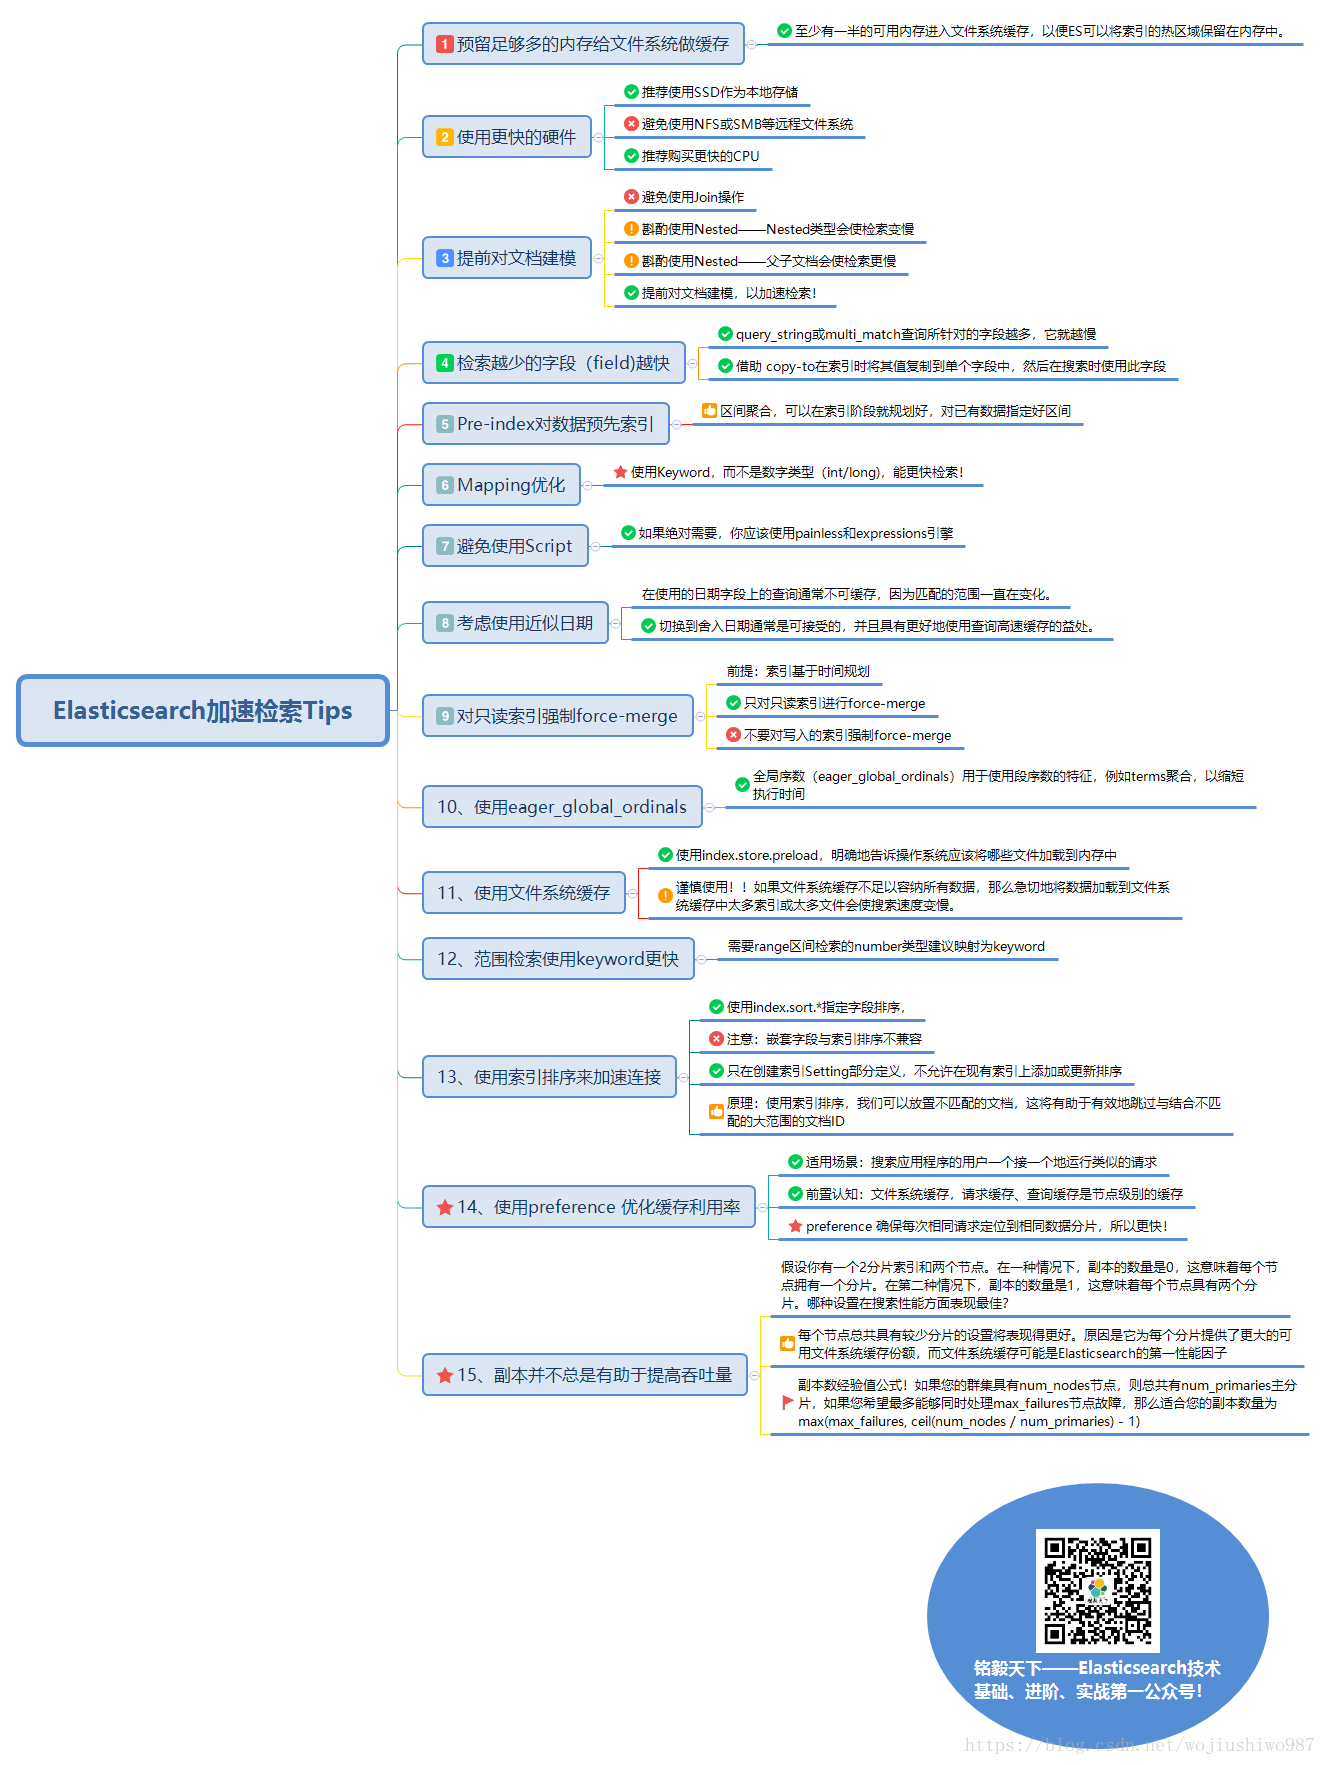 Elasticsearch加速检索Tips
1 预留足够多的内存给文件系统做缓存
至少有一半的可用内存进入文件系统缓存，以便ES可以将索引的热区域保留在内存中。
2 使用更快的硬件
推荐使用SSD作为本地存储
避免使用NFS或SMB等远程文件系统
推荐购买更快的CPU
3 提前对文档建模
避免使用Join操作
斟酌使用Nested——Nested类型会使检索变慢
斟酌使用Nested——父子文档会使检索更慢
提前对文档建模，以加速检索！
4 检索越少的字段（field)越快
query_string或multi_match查询所针对的字段越多，它就越慢
借助 copy-to在索引时将其值复制到单个字段中，然后在搜索时使用此字段
5 Pre-index对数据预先索引
区间聚合，可以在索引阶段就规划好，对已有数据指定好区间
6 Mapping优化
使用Keyword，而不是数字类型（int/long)，能更快检索！
7 避免使用Script
如果绝对需要，你应该使用painless和expressions引擎
8 考虑使用近似日期
在使用的日期字段上的查询通常不可缓存，因为匹配的范围一直在变化。
切换到舍入日期通常是可接受的，并且具有更好地使用查询高速缓存的益处。
9 对只读索引强制force-merge
前提：索引基于时间规划
只对只读索引进行force-merge
不要对写入的索引强制force-merge
10、使用eager_global_ordinals
全局序数（eager_global_ordinals）用于使用段序数的特征，例如terms聚合，以缩短
执行时间
11、使用文件系统缓存
使用index.store.preload，明确地告诉操作系统应该将哪些文件加载到内存中
谨慎使用！！如果文件系统缓存不足以容纳所有数据，那么急切地将数据加载到文件系
统缓存中太多索引或太多文件会使搜索速度变慢。
12、范围检索使用keyword更快
需要range区间检索的number类型建议映射为keyword
13、使用索引排序来加速连接
使用index.sort.*指定字段排序，
注意：嵌套字段与索引排序不兼容
只在创建索引Setting部分定义，不允许在现有索引上添加或更新排序
原理：使用索引排序，我们可以放置不匹配的文档，这将有助于有效地跳过与结合不匹
配的大范围的文档ID
14、使用preference 优化缓存利用率
适用场景：搜索应用程序的用户一个接一个地运行类似的请求
前置认知：文件系统缓存，请求缓存、查询缓存是节点级别的缓存
preference 确保每次相同请求定位到相同数据分片，所以更快！
15、副本并不总是有助于提高吞吐量
假设你有一个2分片索引和两个节点。在一种情况下，副本的数量是0，这意味着每个节
点拥有一个分片。在第二种情况下，副本的数量是1，这意味着每个节点具有两个分
片。哪种设置在搜索性能方面表现最佳？
每个节点总共具有较少分片的设置将表现得更好。原因是它为每个分片提供了更大的可
用文件系统缓存份额，而文件系统缓存可能是Elasticsearch的第一性能因子
副本数经验值公式！如果您的群集具有num_nodes节点，则总共有num_primaries主分
片，如果您希望最多能够同时处理max_failures节点故障，那么适合您的副本数量为
max(max_failures, ceil(num_nodes / num_primaries) - 1)
铭毅天下
铭毅天下——Elasticsearch技术
基础、进阶、实战第一公众号！
https://blog.csdn.net/wojiushiwo987